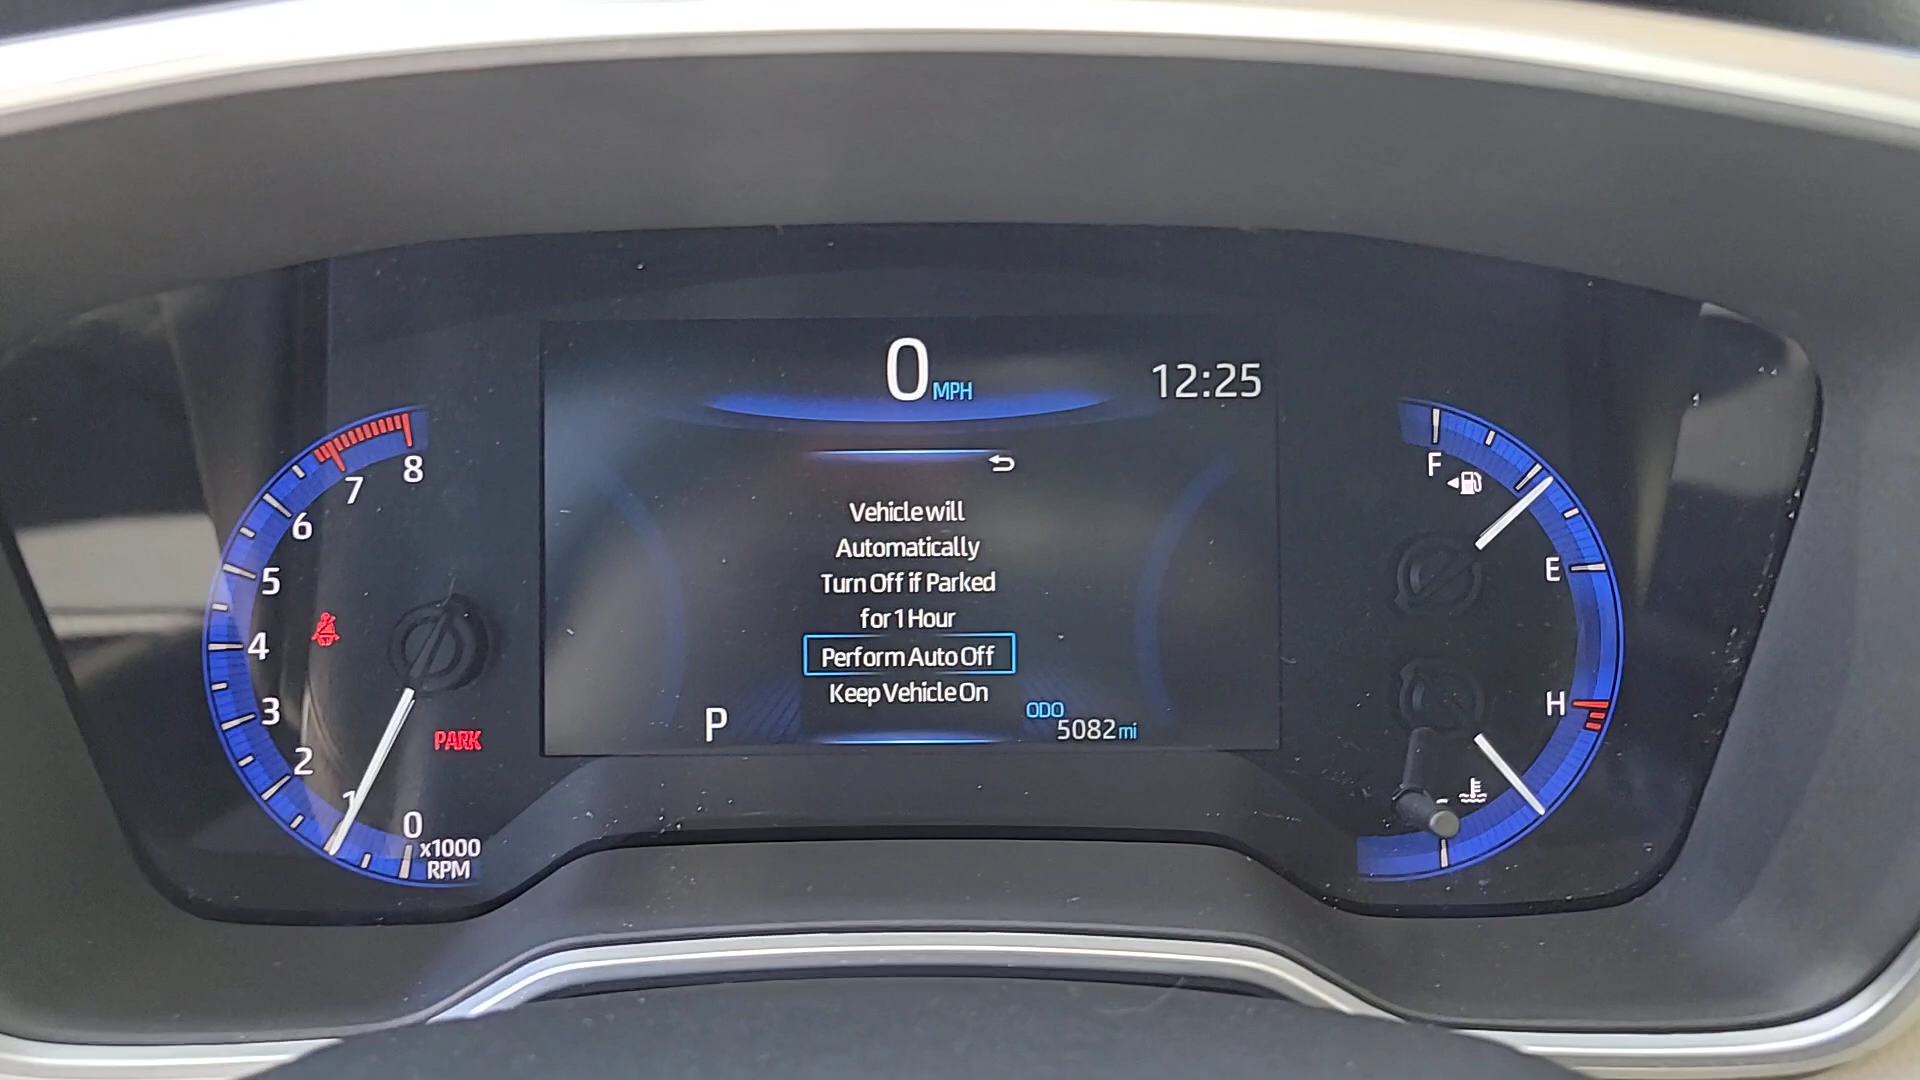 0 MPH
12:25
Vehicle will
Automatically
Turn Off if Parked
for 1 Hour
Perform Auto Off
Keep Vehicle On
P
ODO
5082 mi
8
7
6
5
4
3
2
1
0
x1000
RPM
PARK
F
E
H